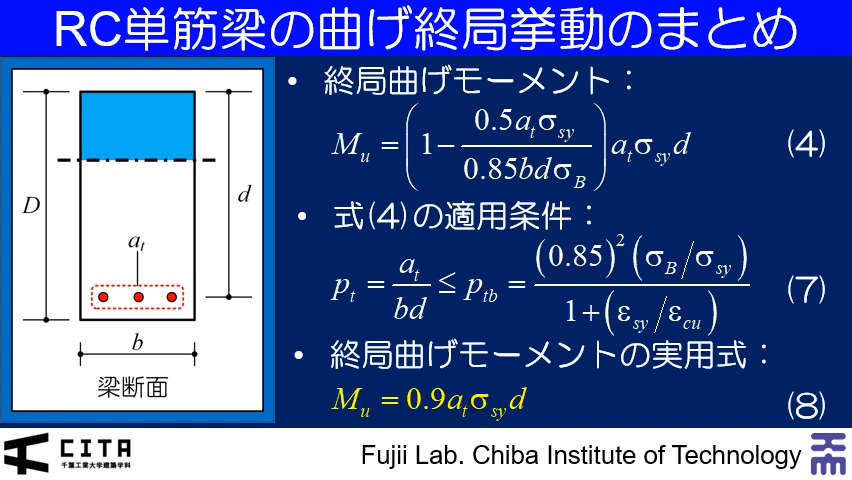 RC単筋梁の曲げ終局挙動のまとめ
D
d
a_t
b
梁断面
• 終局曲げモーメント：
M_u = (1 − 0.5a_tσ_sy / 0.85bdσ_B) a_tσ_sy d (4)
• 式(4)の適用条件：
p_t = a_t / bd ≤ p_tb = (0.85)^2 (σ_B/σ_sy) / 1+(ε_sy/ε_cu) (7)
• 終局曲げモーメントの実用式：
M_u = 0.9a_tσ_sy d (8)
CITA
千葉工業大学建築学科
Fujii Lab. Chiba Institute of Technology